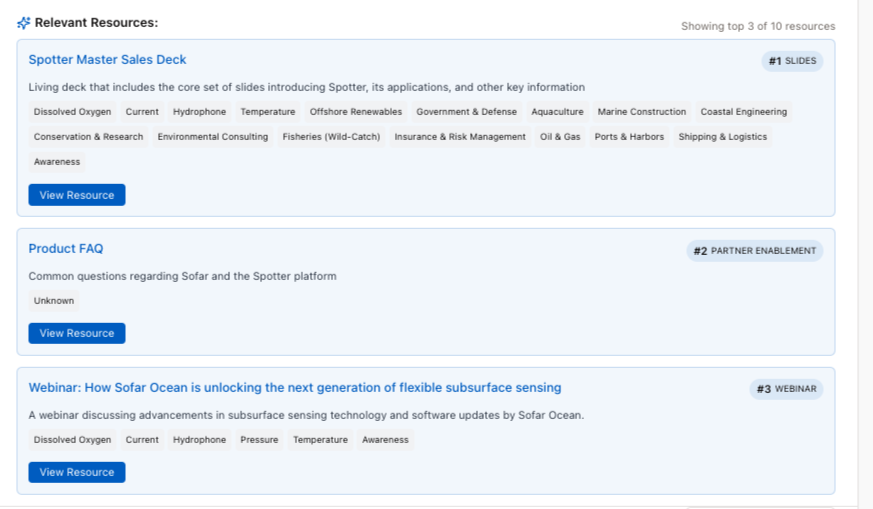 Relevant Resources:
Showing top 3 of 10 resources
Spotter Master Sales Deck
#1 SLIDES
Living deck that includes the core set of slides introducing Spotter, its applications, and other key information
Dissolved Oxygen Current Hydrophone Temperature Offshore Renewables Government & Defense Aquaculture Marine Construction Coastal Engineering
Conservation & Research Environmental Consulting Fisheries (Wild-Catch) Insurance & Risk Management Oil & Gas Ports & Harbors Shipping & Logistics
Awareness
View Resource
Product FAQ
#2 PARTNER ENABLEMENT
Common questions regarding Sofar and the Spotter platform
Unknown
View Resource
Webinar: How Sofar Ocean is unlocking the next generation of flexible subsurface sensing
#3 WEBINAR
A webinar discussing advancements in subsurface sensing technology and software updates by Sofar Ocean.
Dissolved Oxygen Current Hydrophone Pressure Temperature Awareness
View Resource